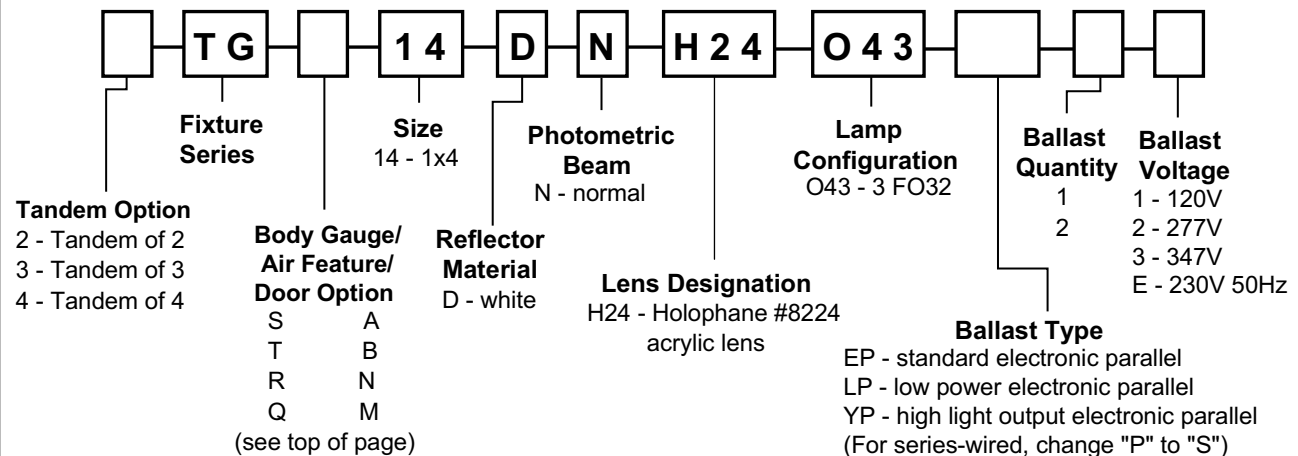 T G 1 4 D N H 2 4 O 4 3
Fixture
Series
Size
14 - 1x4
Photometric
Beam
N - normal
Lamp
Configuration
O43 - 3 FO32
Ballast
Quantity
1
2
Ballast
Voltage
1 - 120V
2 - 277V
3 - 347V
E - 230V 50Hz
Tandem Option
2 - Tandem of 2
3 - Tandem of 3
4 - Tandem of 4
Body Gauge/
Air Feature/
Door Option
S A
T B
R N
Q M
(see top of page)
Reflector
Material
D - white
Lens Designation
H24 - Holophane #8224
acrylic lens
Ballast Type
EP - standard electronic parallel
LP - low power electronic parallel
YP - high light output electronic parallel
(For series-wired, change "P" to "S")